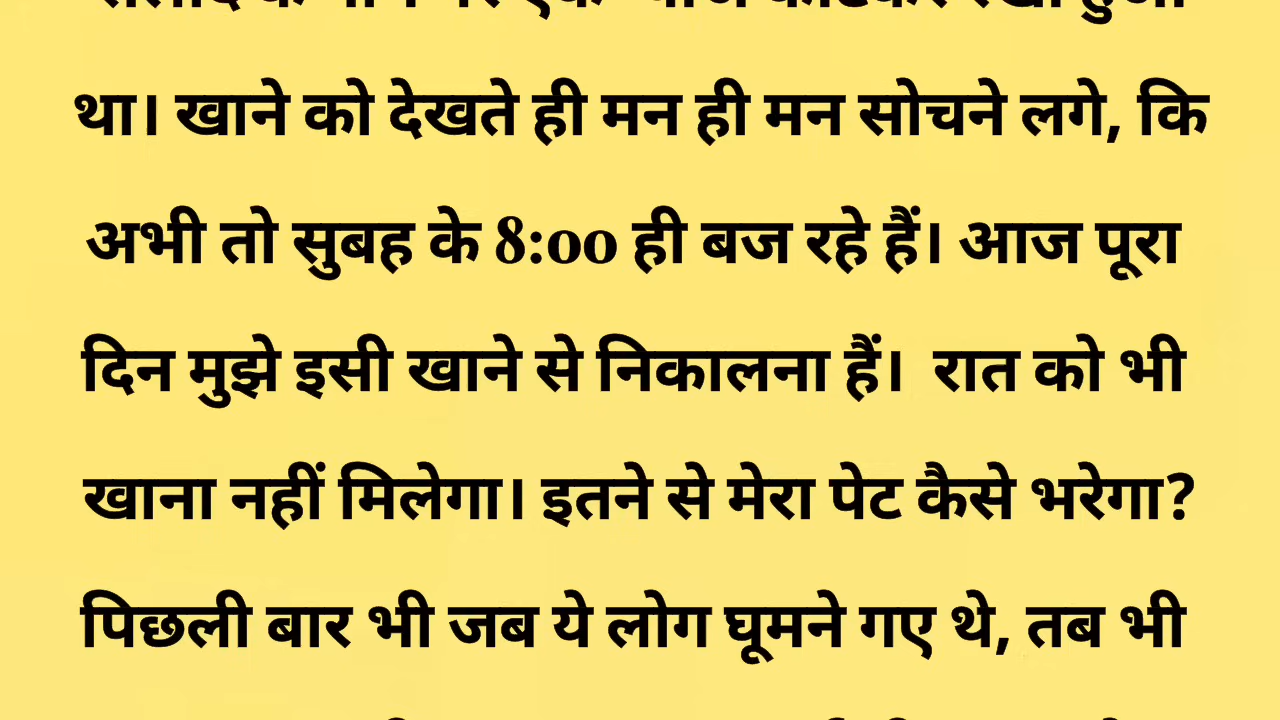 था। खाने को देखते ही मन ही मन सोचने लगे, कि
अभी तो सुबह के 8:00 ही बज रहे हैं। आज पूरा
दिन मुझे इसी खाने से निकालना हैं। रात को भी
खाना नहीं मिलेगा। इतने से मेरा पेट कैसे भरेगा?
पिछली बार भी जब ये लोग घूमने गए थे, तब भी